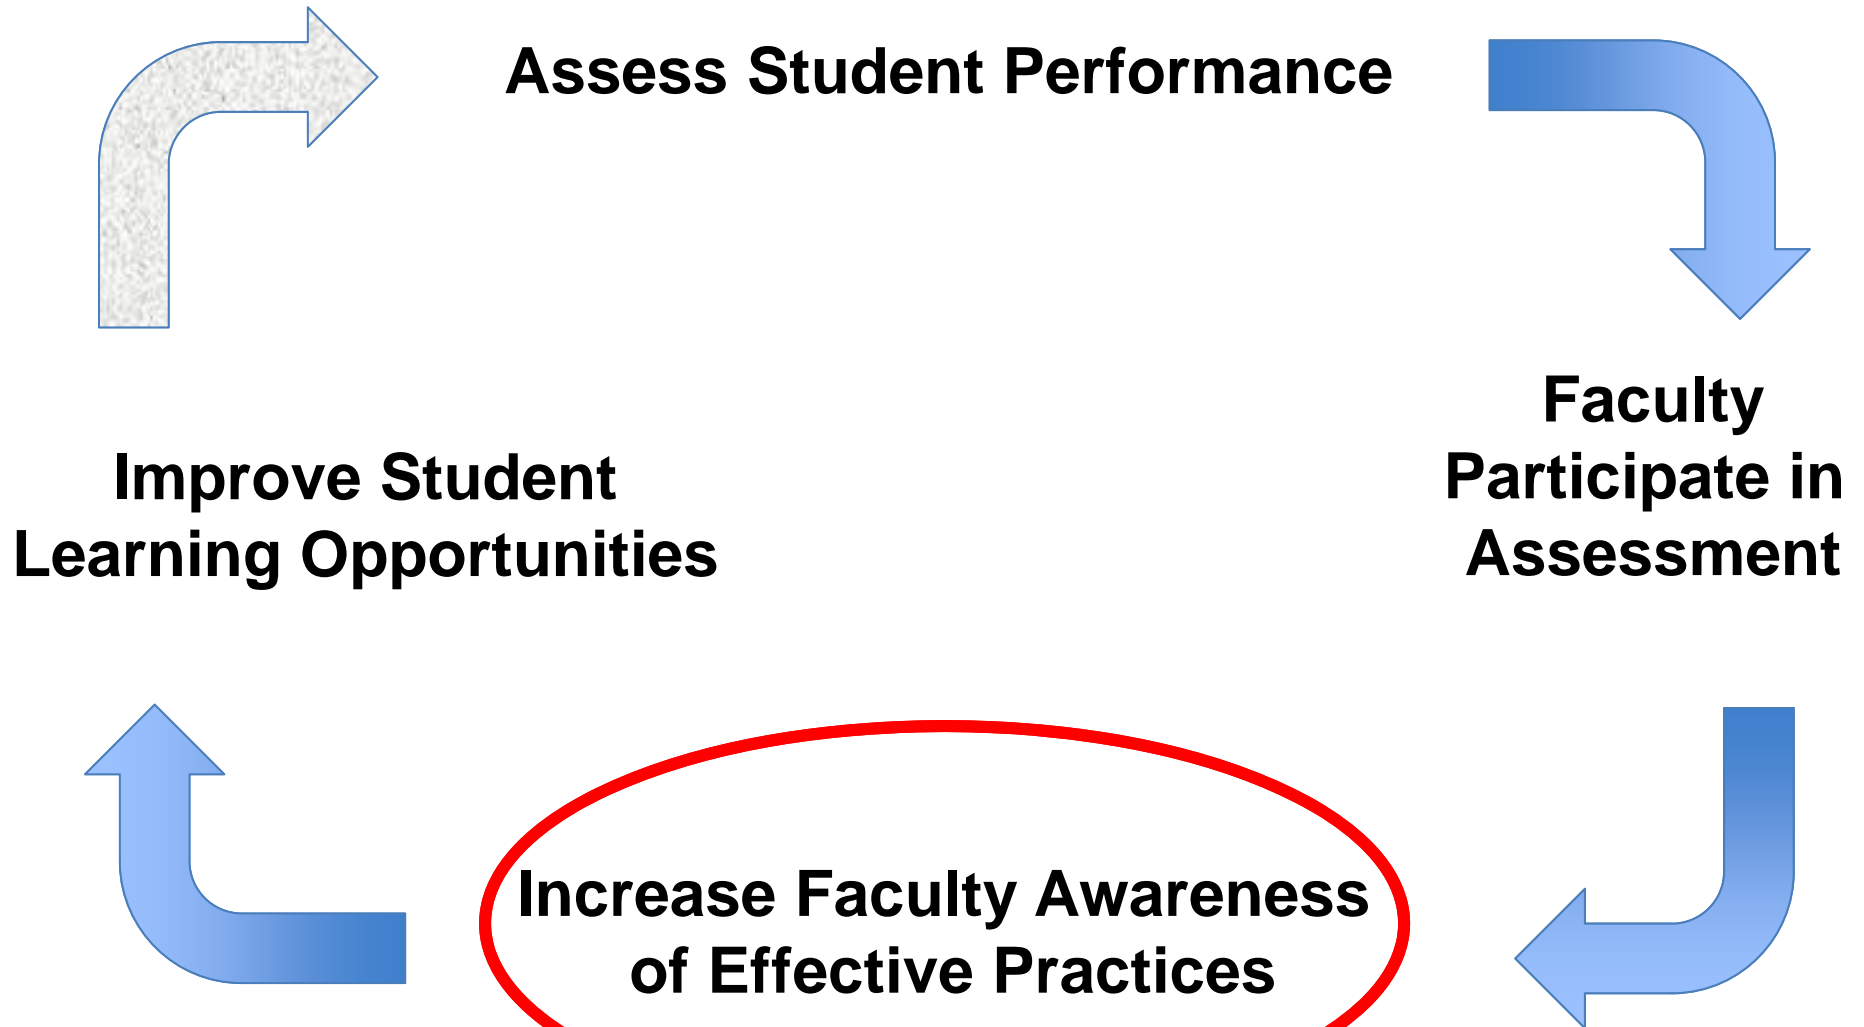 Assess Student Performance
Faculty
Participate in
Assessment
Increase Faculty Awareness
of Effective Practices
Improve Student
Learning Opportunities